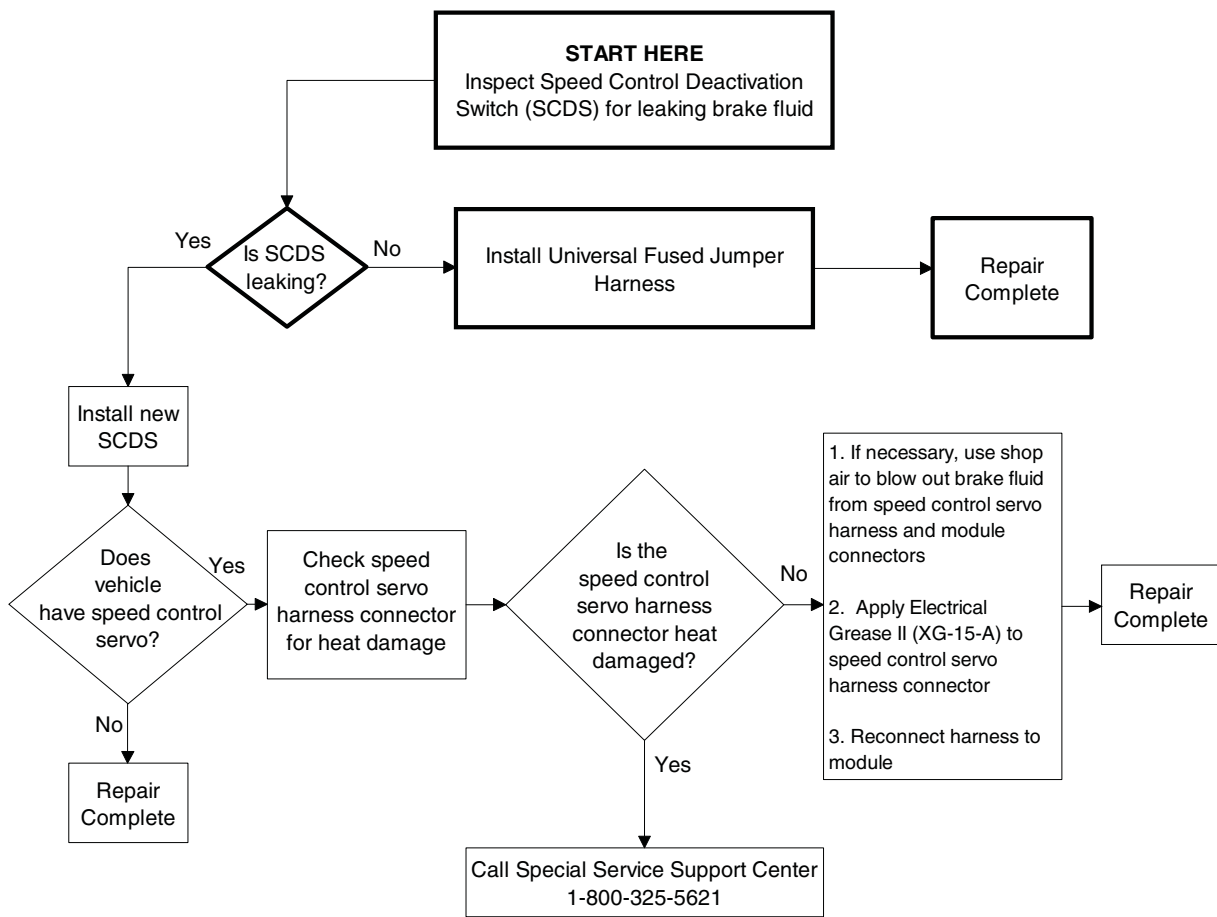 START HERE
Inspect Speed Control Deactivation
Switch (SCDS) for leaking brake fluid
Yes
Is SCDS
leaking?
No
Install Universal Fused Jumper
Harness
Repair
Complete
Install new
SCDS
Does
vehicle
have speed control
servo?
Yes
Check speed
control servo
harness connector
for heat damage
Is the
speed control
servo harness
connector heat
damaged?
No
1. If necessary, use shop
air to blow out brake fluid
from speed control servo
harness and module
connectors
2.  Apply Electrical
Grease II (XG-15-A) to
speed control servo
harness connector
3. Reconnect harness to
module
Repair
Complete
No
Repair
Complete
Yes
Call Special Service Support Center
1-800-325-5621